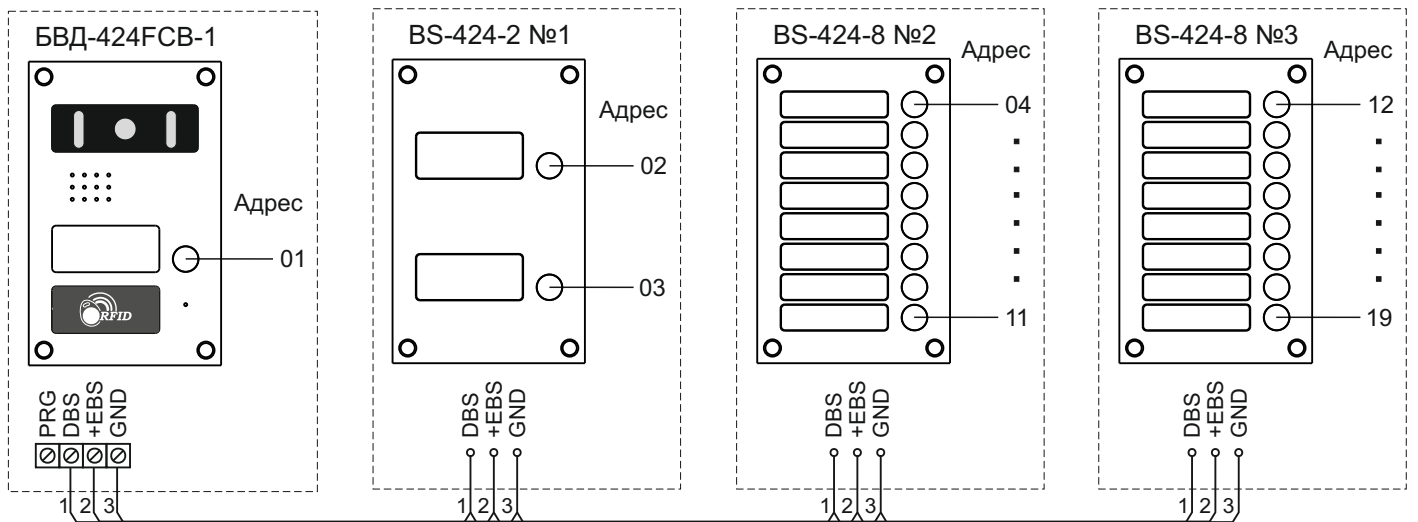 БВД-424FCB-1
Адрес
01
RFID
PRG
DBS
+EBS
GND
1 2 3
BS-424-2 №1
Адрес
02
03
DBS
+EBS
GND
1 2 3
BS-424-8 №2
Адрес
04
11
DBS
+EBS
GND
1 2 3
BS-424-8 №3
Адрес
12
19
DBS
+EBS
GND
1 2 3